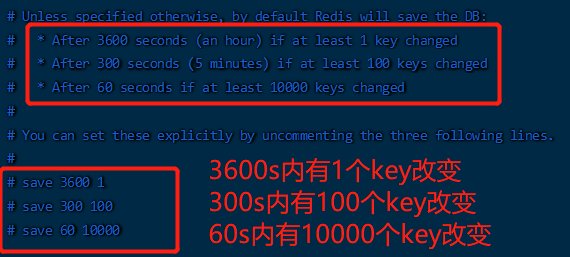 # Unless specified otherwise, by default Redis will save the DB:
# * After 3600 seconds (an hour) if at least 1 key changed
# * After 300 seconds (5 minutes) if at least 100 keys changed
# * After 60 seconds if at least 10000 keys changed
#
# You can set these explicitly by uncommenting the three following lines.
#
# save 3600 1
# save 300 100
# save 60 10000
3600s内有1个key改变
300s内有100个key改变
60s内有10000个key改变